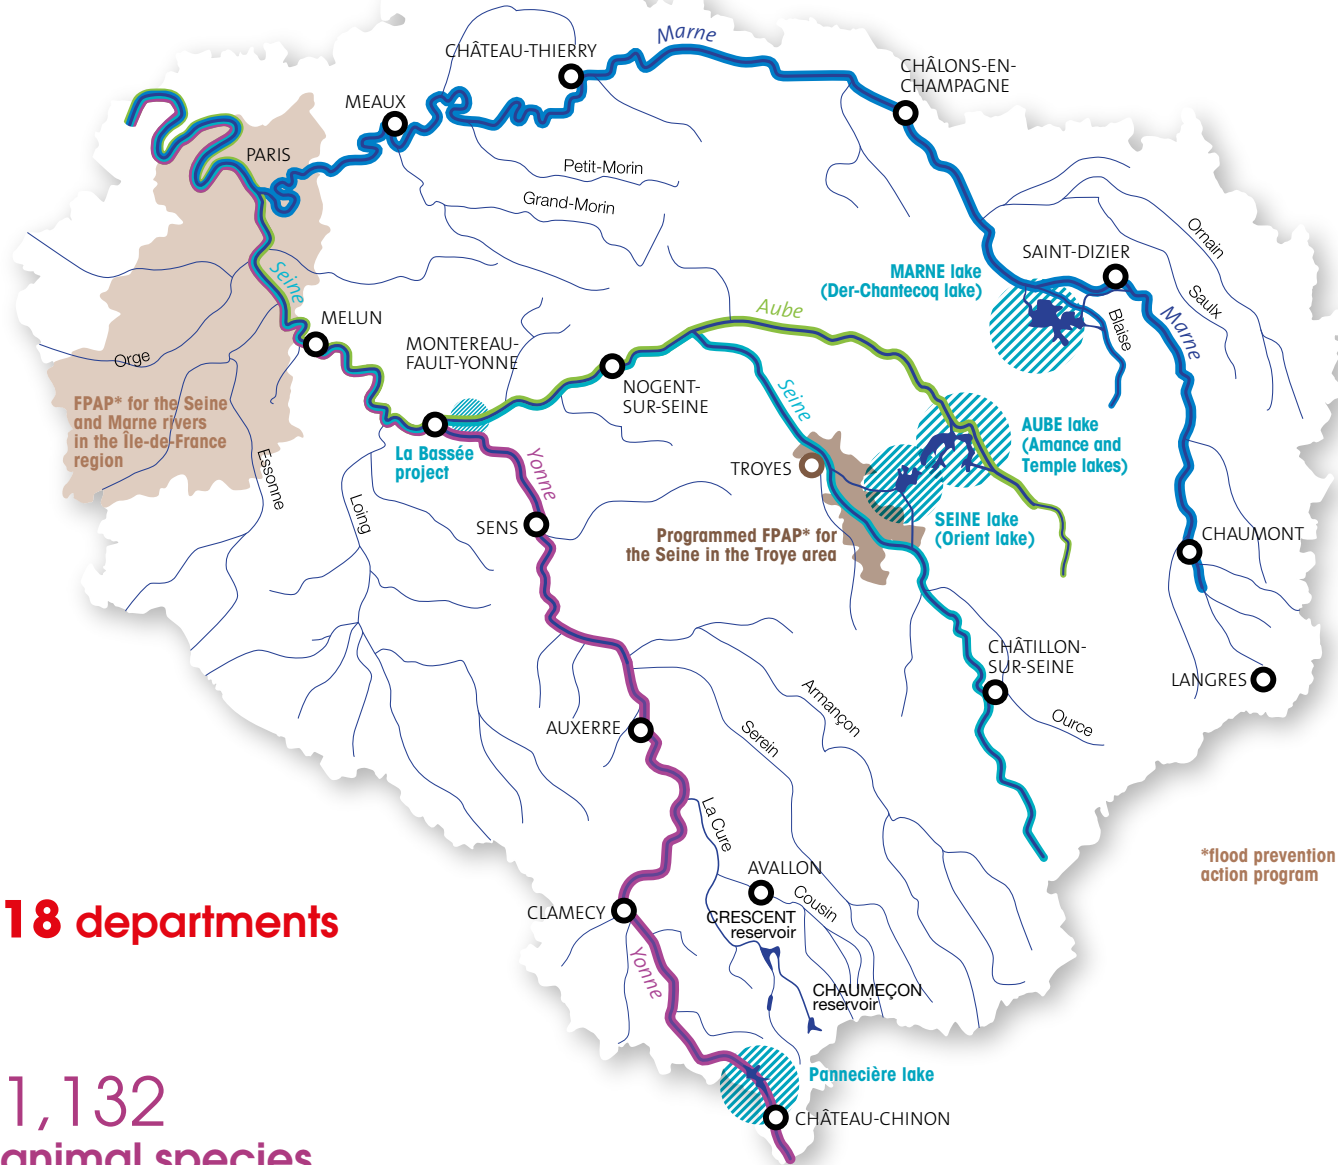 Marne
CHÂTEAU-THIERRY
CHÂLONS-EN-
CHAMPAGNE
MEAUX
PARIS
Petit-Morin
Grand-Morin
Ornain
SAINT-DIZIER
MARNE lake
(Der-Chantecoq lake)
Seine
Saulx
Aube
MELUN
Blaise
Marne
MONTEREAU-
FAULT-YONNE
Orge
NOGENT-
SUR-SEINE
Seine
FPAP* for the Seine
and Marne rivers
in the Île-de-France
region
AUBE lake
(Amance and
Temple lakes)
La Bassée
project
Yonne
TROYES
Essonne
Loing
SENS
SEINE lake
(Orient lake)
Programmed FPAP* for
the Seine in the Troye area
CHAUMONT
CHÂTILLON-
SUR-SEINE
LANGRES
Armançon
Ource
AUXERRE
Serein
La Cure
*flood prevention
action program
AVALLON
Cousin
18 departments
CLAMECY
CRESCENT
reservoir
Yonne
CHAUMEÇON
reservoir
Pannecière lake
1,132
animal species
CHÂTEAU-CHINON